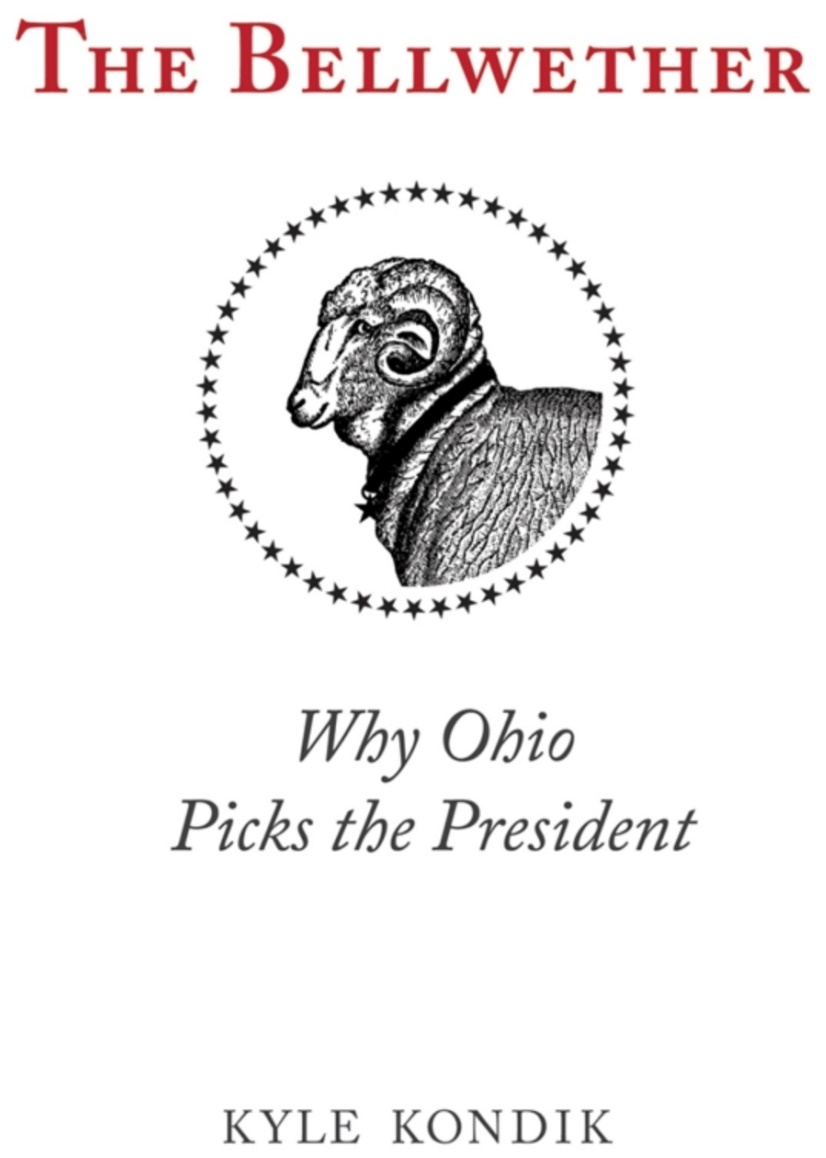 THE BELLWETHER
Why Ohio
Picks the President
KYLE KONDIK